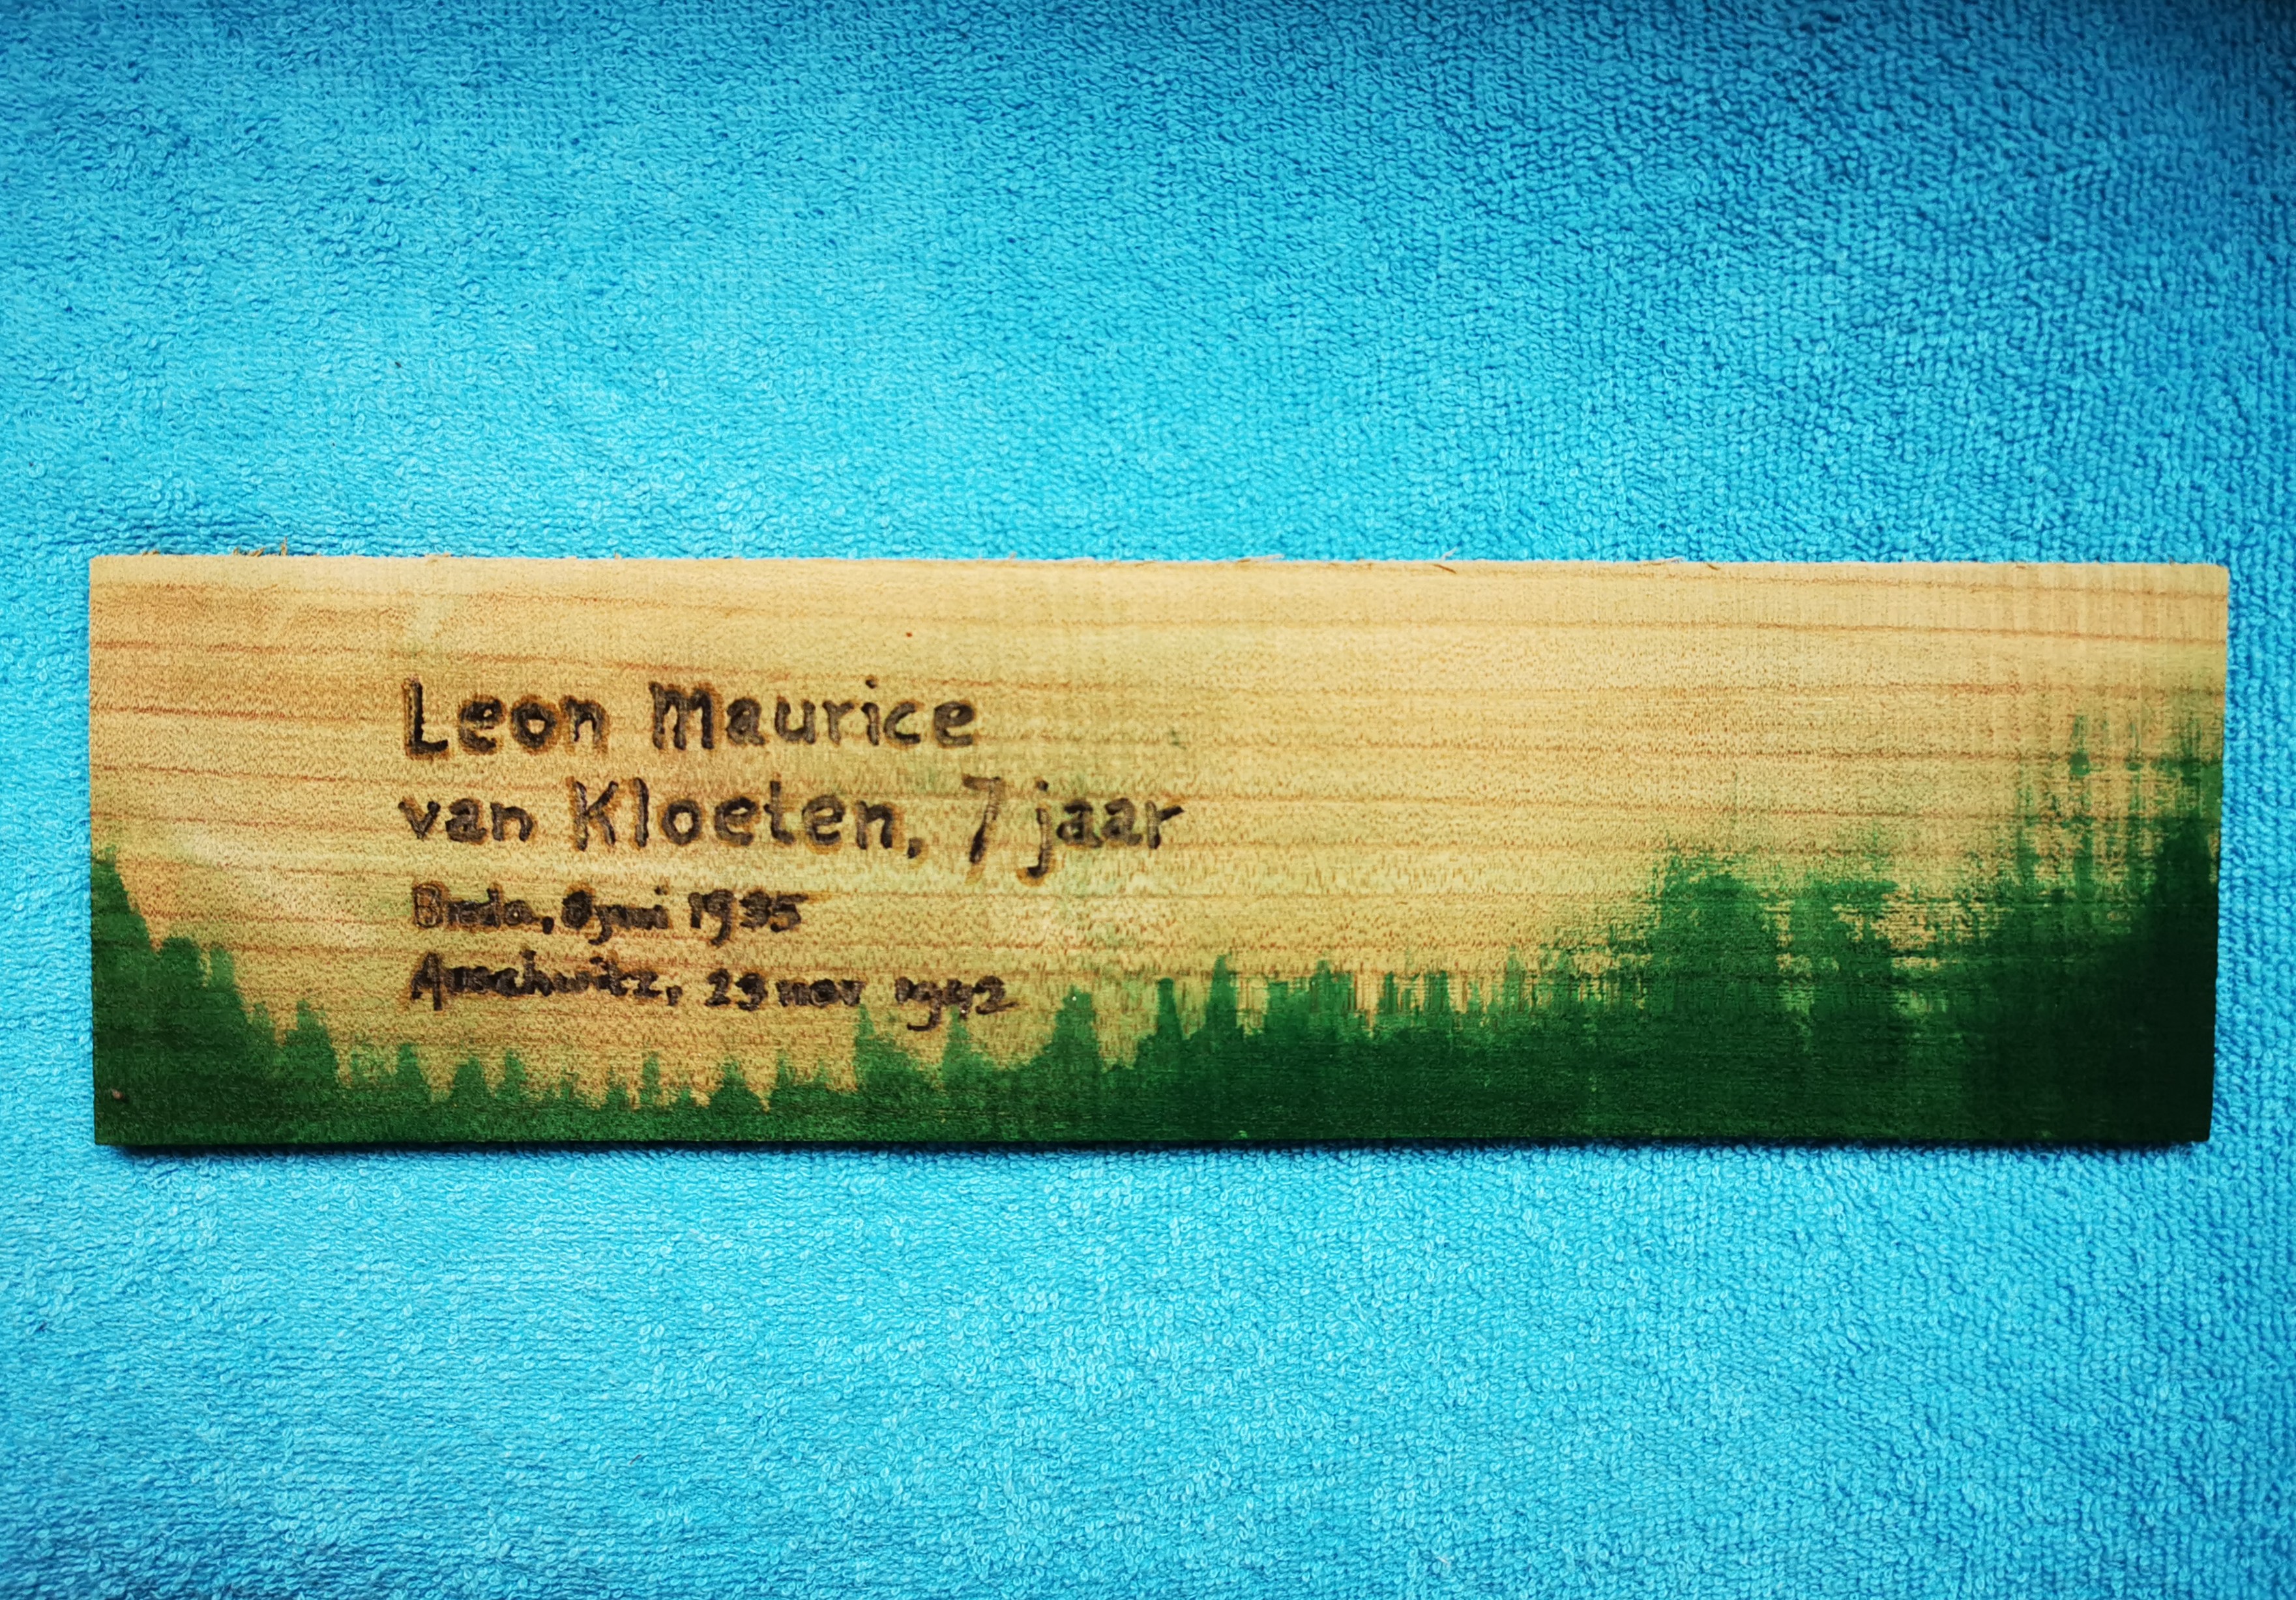 Leon Maurice
van Kloeten, 7 jaar
Breda, 8 juni 1935
Auschwitz, 23 nov 1942